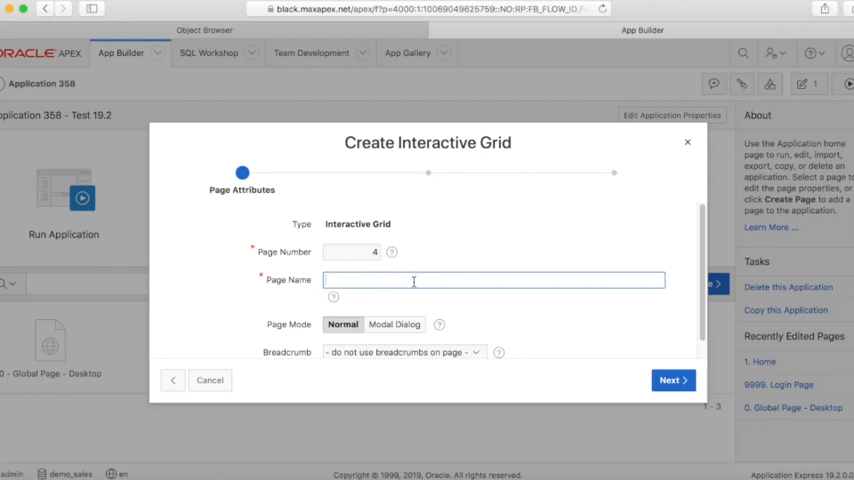 black.maxapex.net/apex/f?p=4000:1:10069049625759::NO:RP:FB_FLOW_ID,F
Object Browser
App Builder
ORACLE APEX
App Builder
SQL Workshop
Team Development
App Gallery
Application 358
1
Application 358 - Test 19.2
Edit Application Properties
About
Use the Application home
page to run, edit, import,
export, copy, or delete an
application. Select a page to
edit the page properties, or
click Create Page to add a
page to the application.
Learn More ...
Run Application
Create Interactive Grid
Page Attributes
Type Interactive Grid
* Page Number 4
* Page Name
Page Mode Normal Modal Dialog
Breadcrumb - do not use breadcrumbs on page -
Cancel
Next
Tasks
Delete this Application
Copy this Application
Recently Edited Pages
1. Home
9999. Login Page
0. Global Page - Desktop
0 - Global Page - Desktop
1 - 3
admin demo_sales en
Copyright © 1999, 2019, Oracle. All rights reserved.
Application Express 19.2.0.0